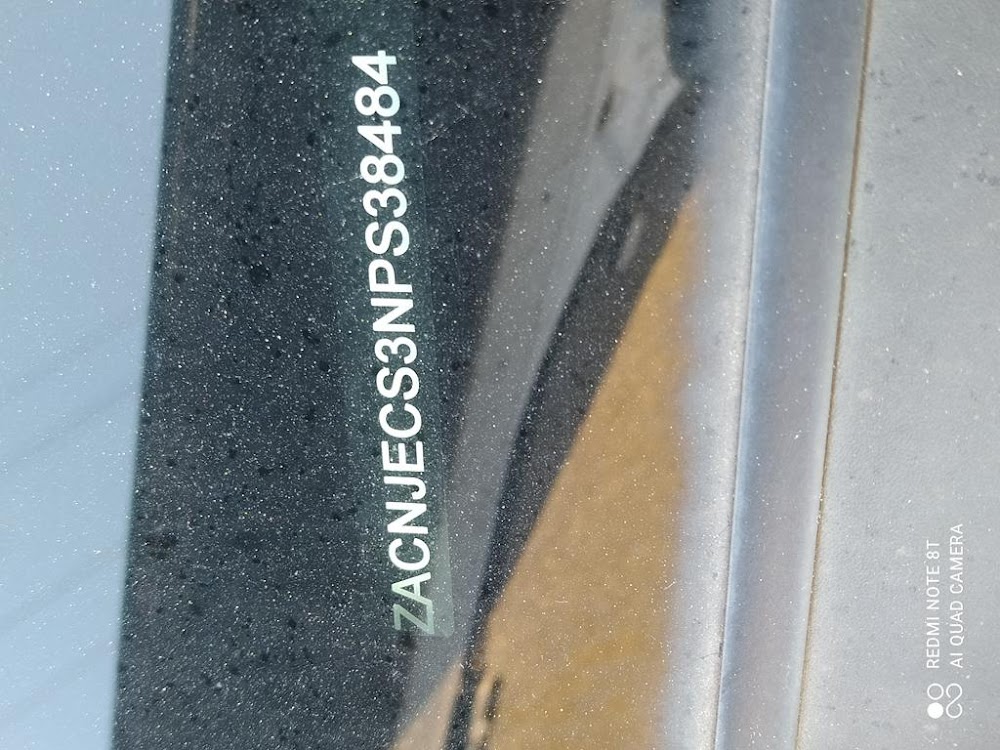 ZACNJECS3NPS38484
REDMI NOTE 8T
AI QUAD CAMERA